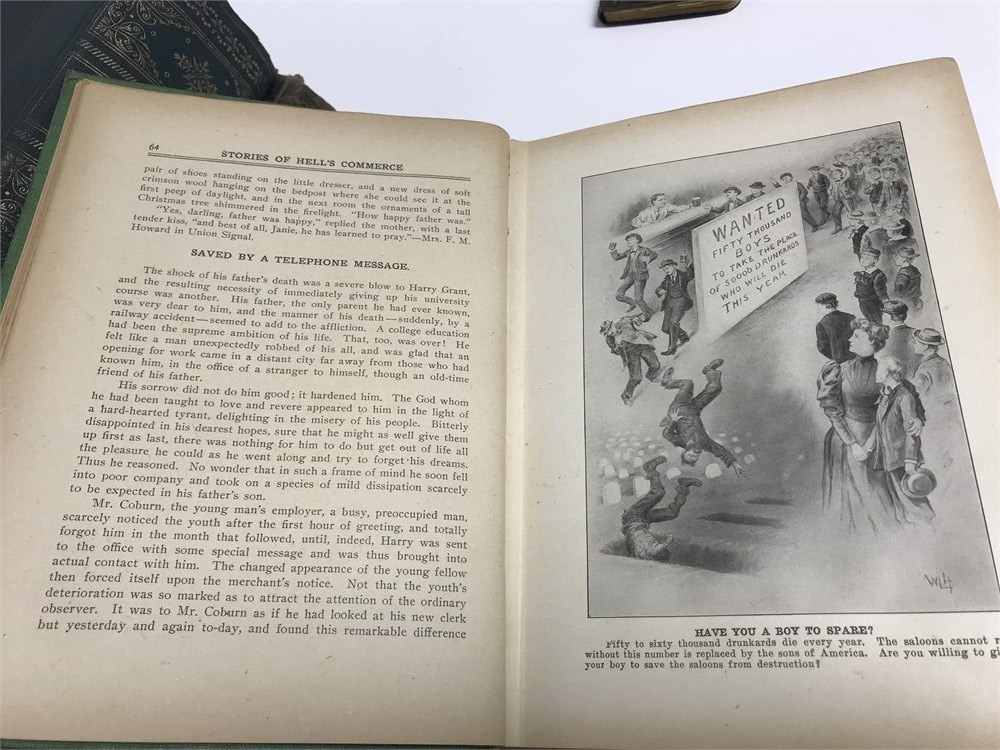 64
STORIES OF HELL'S COMMERCE
pair of shoes standing on the little dresser, and a new dress of soft
crimson wool hanging on the bedpost where she could see it at the
first peep of daylight, and in the next room the ornaments of a tall
Christmas tree shimmered in the firelight. "How happy father was."
"Yes, darling, father was happy," replied the mother, with a last
tender kiss, "and best of all, Janie, he has learned to pray."—Mrs. F. M.
Howard in Union Signal.
SAVED BY A TELEPHONE MESSAGE.
The shock of his father's death was a severe blow to Harry Grant,
and the resulting necessity of immediately giving up his university
course was another. His father, the only parent he had ever known,
was very dear to him, and the manner of his death—suddenly, by a
railway accident—seemed to add to the affliction. A college education
had been the supreme ambition of his life. That, too, was over! He
felt like a man unexpectedly robbed of his all, and was glad that an
opening for work came in a distant city far away from those who had
known him, in the office of a stranger to himself, though an old-time
friend of his father.
His sorrow did not do him good; it hardened him. The God whom
he had been taught to love and revere appeared to him in the light of
a hard-hearted tyrant, delighting in the misery of his people. Bitterly
disappointed in his dearest hopes, sure that he might as well give them
up first as last, there was nothing for him to do but get out of life all
the pleasure he could as he went along and try to forget his dreams.
Thus he reasoned. No wonder that in such a frame of mind he soon fell
into poor company and took on a species of mild dissipation scarcely
to be expected in his father's son.
Mr. Coburn, the young man's employer, a busy, preoccupied man,
scarcely noticed the youth after the first hour of greeting, and totally
forgot him in the month that followed, until, indeed, Harry was sent
to the office with some special message and was thus brought into
actual contact with him. The changed appearance of the young fellow
then forced itself upon the merchant's notice. Not that the youth's
deterioration was so marked as to attract the attention of the ordinary
observer. It was to Mr. Coburn as if he had looked at his new clerk
but yesterday and again to-day, and found this remarkable difference
WANTED
FIFTY THOUSAND
BOYS
TO TAKE THE PLACE
OF 50000 DRUNKARDS
WHO WILL DIE
THIS YEAR
WLH
HAVE YOU A BOY TO SPARE?
Fifty to sixty thousand drunkards die every year. The saloons cannot r
without this number is replaced by the sons of America. Are you willing to gi
your boy to save the saloons from destruction?